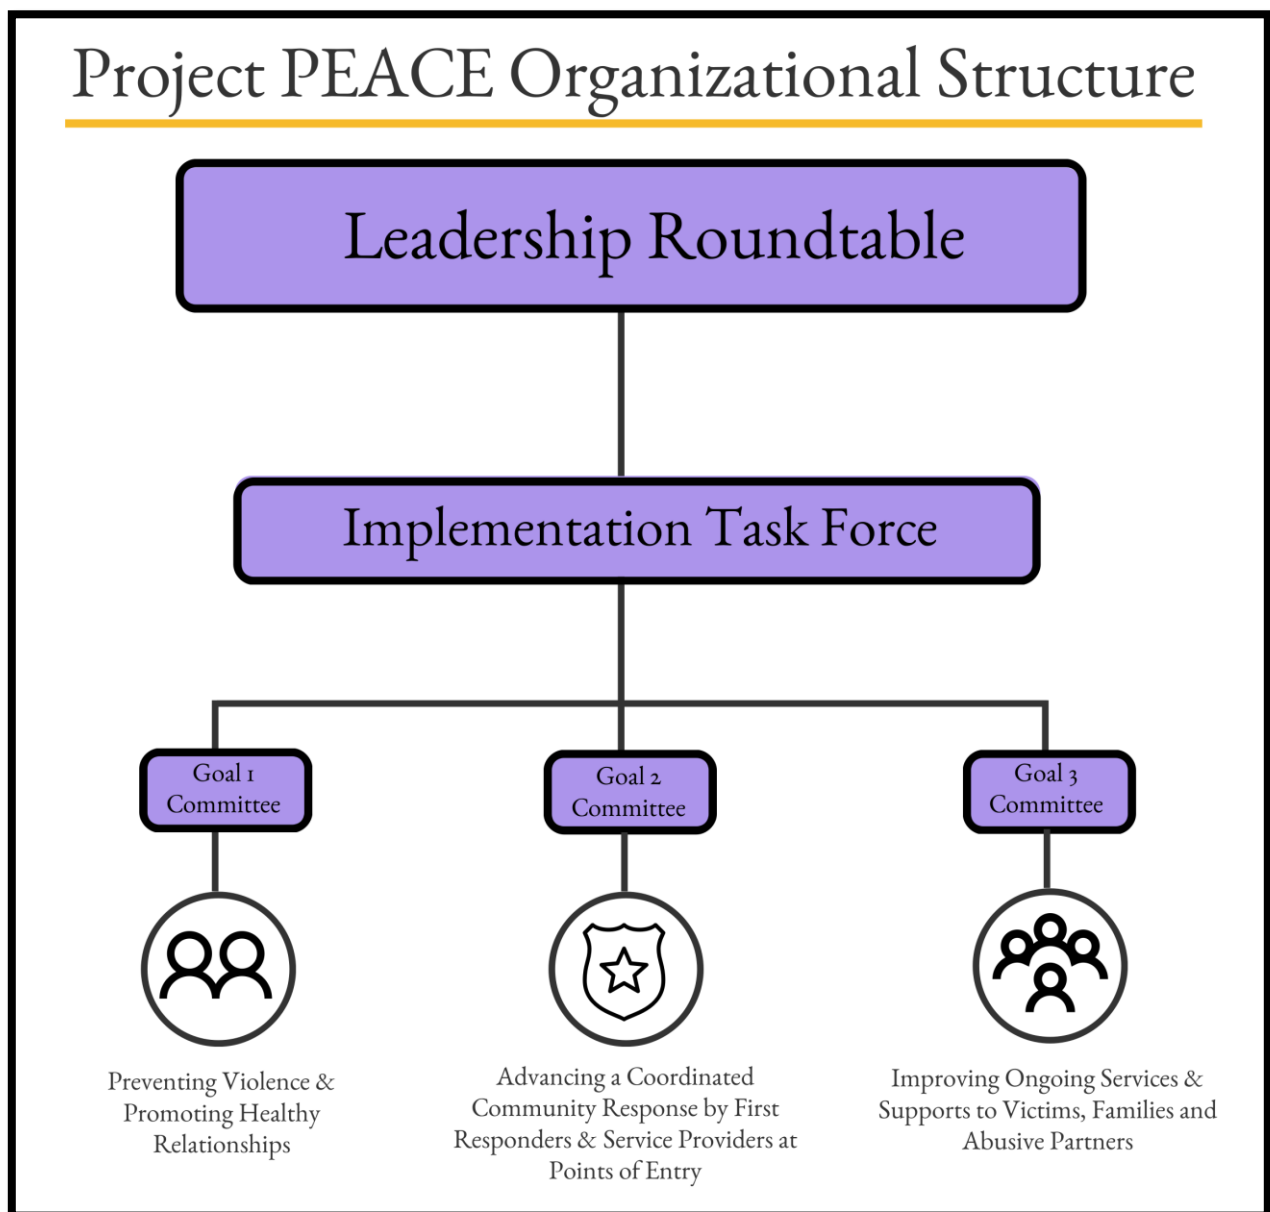 Project PEACE Organizational Structure
Leadership Roundtable
Implementation Task Force
Goal 1
Committee
Goal 2
Committee
Goal 3
Committee
Preventing Violence &
Promoting Healthy
Relationships
Advancing a Coordinated
Community Response by First
Responders & Service Providers at
Points of Entry
Improving Ongoing Services &
Supports to Victims, Families and
Abusive Partners